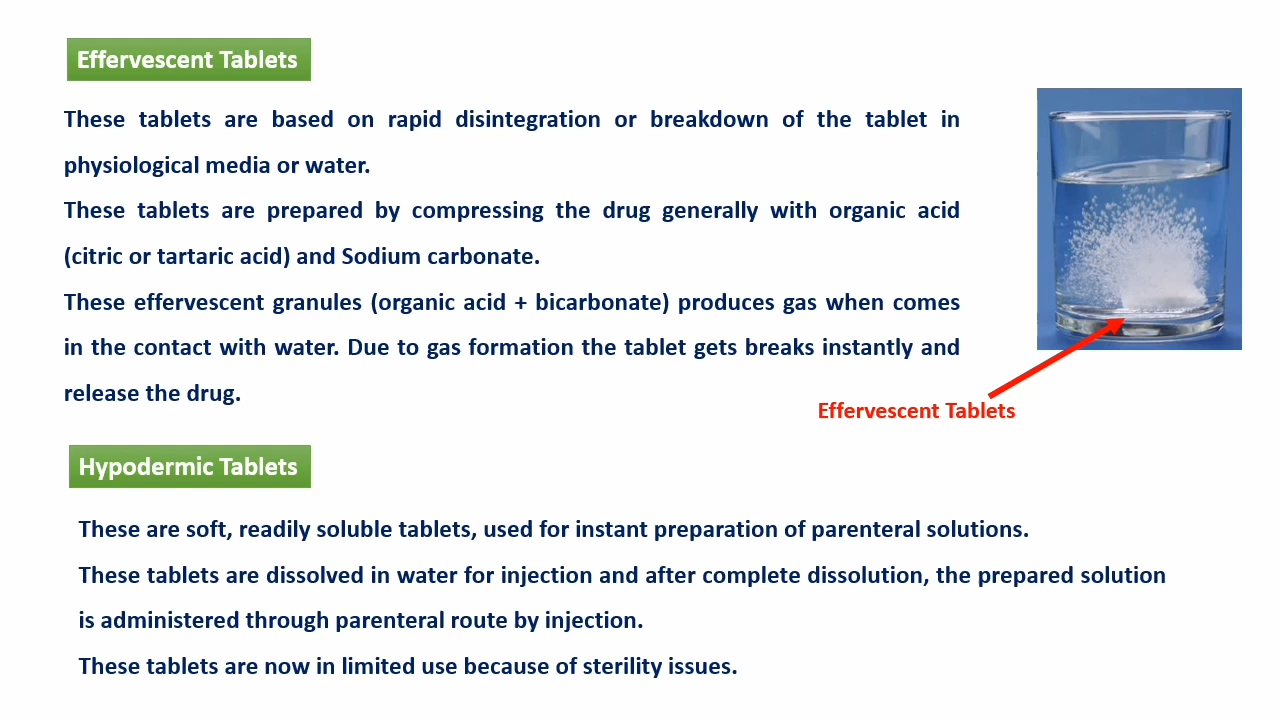 Effervescent Tablets
These tablets are based on rapid disintegration or breakdown of the tablet in
physiological media or water.
These tablets are prepared by compressing the drug generally with organic acid
(citric or tartaric acid) and Sodium carbonate.
These effervescent granules (organic acid + bicarbonate) produces gas when comes
in the contact with water. Due to gas formation the tablet gets breaks instantly and
release the drug.
Effervescent Tablets
Hypodermic Tablets
These are soft, readily soluble tablets, used for instant preparation of parenteral solutions.
These tablets are dissolved in water for injection and after complete dissolution, the prepared solution
is administered through parenteral route by injection.
These tablets are now in limited use because of sterility issues.